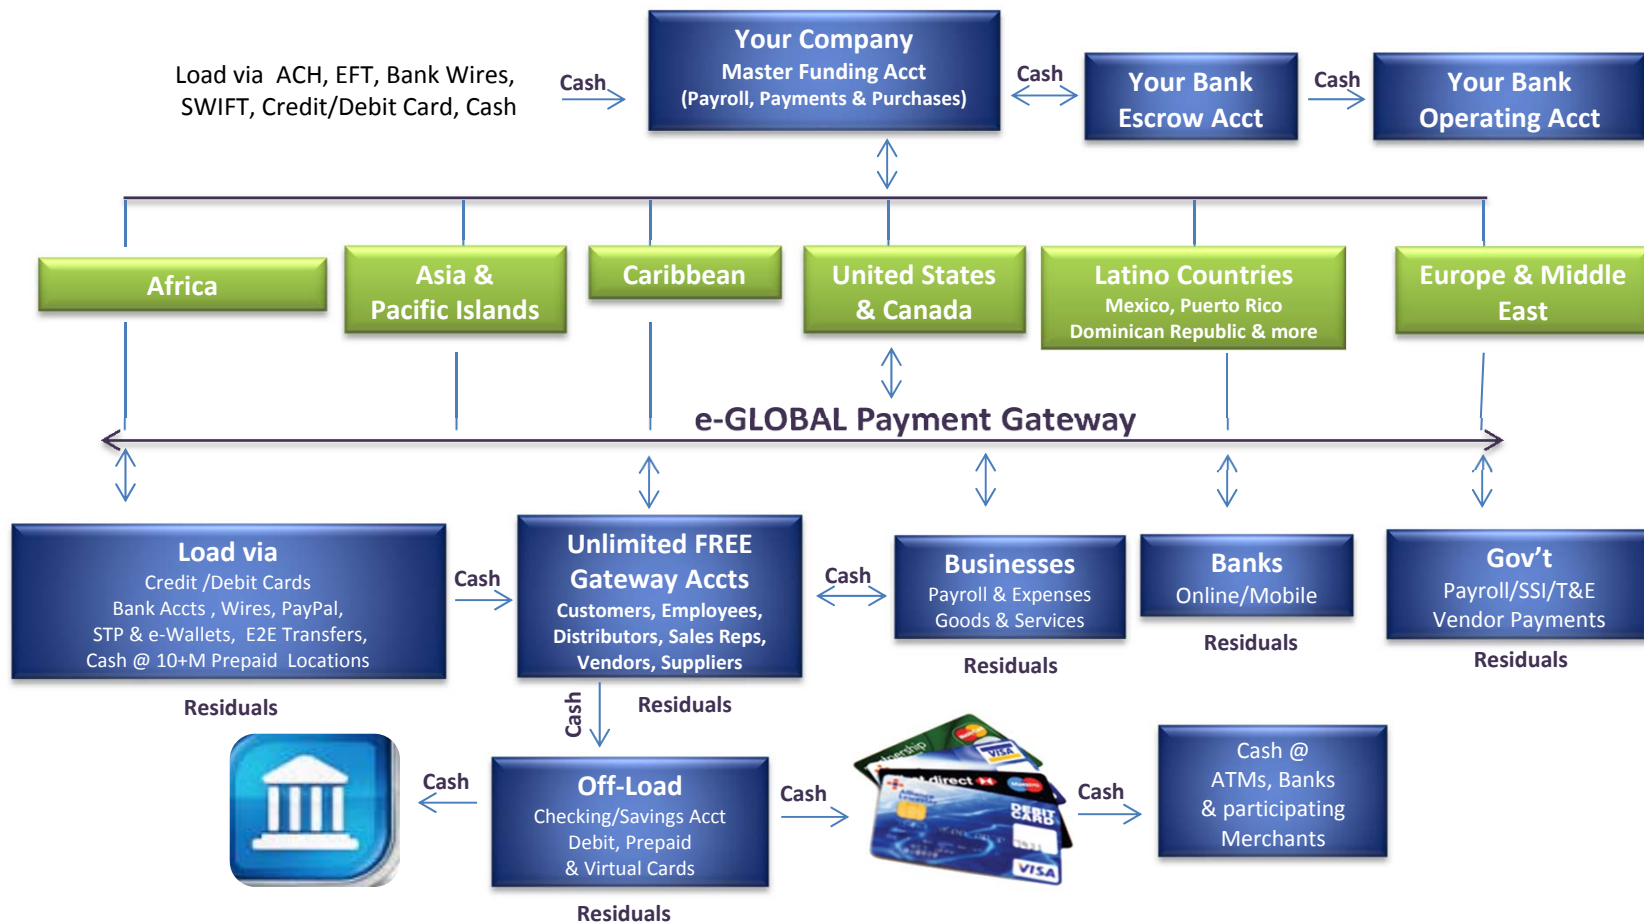 Your Company
Master Funding Acct
(Payroll, Payments & Purchases)
Load via ACH, EFT, Bank Wires,
SWIFT, Credit/Debit Card, Cash
Cash
Cash
Your Bank
Escrow Acct
Cash
Your Bank
Operating Acct
Africa
Asia &
Pacific Islands
Caribbean
United States
& Canada
Latino Countries
Mexico, Puerto Rico
Dominican Republic & more
Europe & Middle
East
e-GLOBAL Payment Gateway
Load via
Credit /Debit Cards
Bank Accts , Wires, PayPal,
STP & e-Wallets, E2E Transfers,
Cash @ 10+M Prepaid Locations
Residuals
Cash
Unlimited FREE
Gateway Accts
Customers, Employees,
Distributors, Sales Reps,
Vendors, Suppliers
Residuals
Cash
Businesses
Payroll & Expenses
Goods & Services
Residuals
Banks
Online/Mobile
Residuals
Gov't
Payroll/SSI/T&E
Vendor Payments
Residuals
Cash
Cash
Off-Load
Checking/Savings Acct
Debit, Prepaid
& Virtual Cards
Residuals
Cash
VISA
direct
DEBIT
CARD
VISA
Cash
Cash @
ATMs, Banks
& participating
Merchants